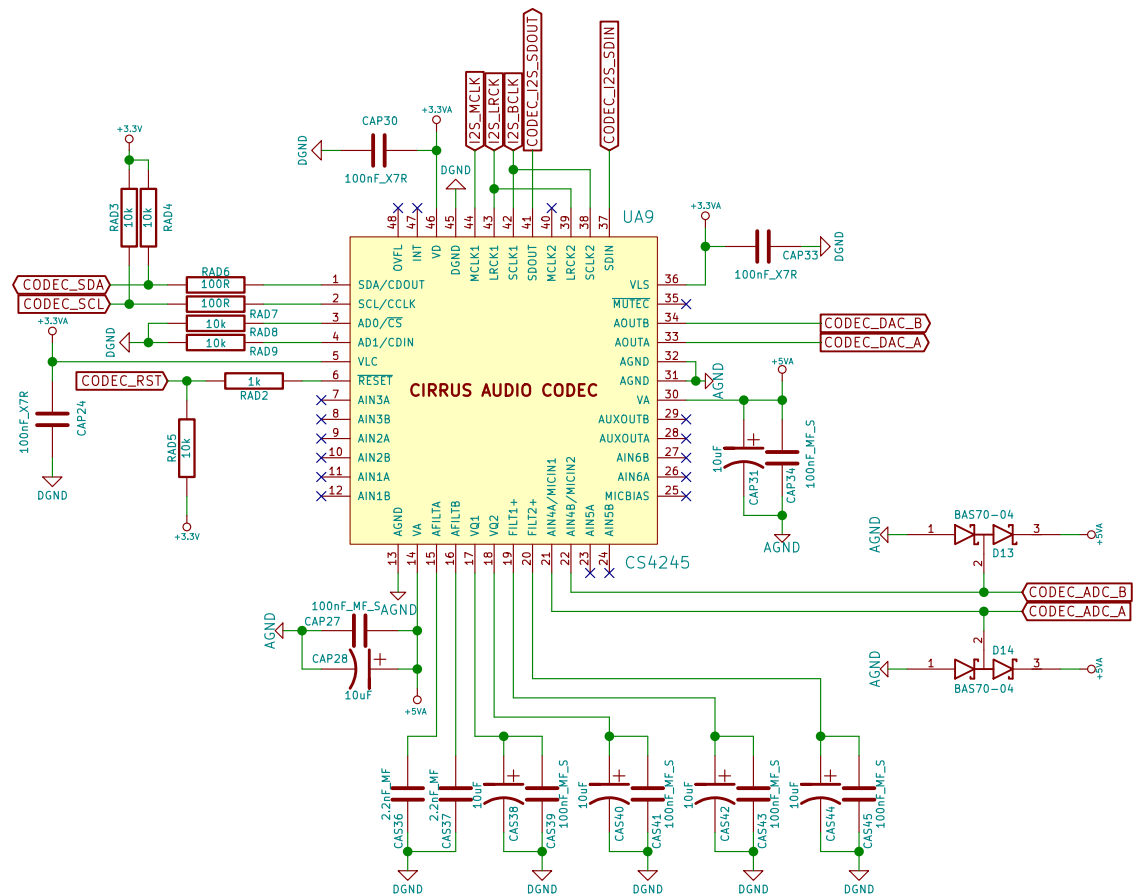 I2S_MCLK
I2S_LRCK
I2S_BCLK
CODEC_I2S_SDOUT
CODEC_I2S_SDIN
+3.3VA
CAP30
DGND
100nF_X7R
DGND
+3.3V
RAD3
10k
10k
RAD4
UA9
48
47
46
45
44
43
42
41
40
39
38
37
OVFL
INT
VD
DGND
MCLK1
LRCK1
SCLK1
SDOUT
MCLK2
LRCK2
SCLK2
SDIN
+3.3VA
CAP33
100nF_X7R
DGND
CODEC_SDA
CODEC_SCL
RAD6
100R
100R
RAD7
10k
RAD8
10k
RAD9
DGND
+3.3VA
CODEC_RST
1k
RAD2
100nF_X7R
CAP24
DGND
RAD5
10k
+3.3V
1 SDA/CDOUT
2 SCL/CCLK
3 AD0/CS
4 AD1/CDIN
5 VLC
6 RESET
7 AIN3A
8 AIN3B
9 AIN2A
10 AIN2B
11 AIN1A
12 AIN1B
CIRRUS AUDIO CODEC
VLS 36
MUTEC 35
AOUTB 34
AOUTA 33
AGND 32
AGND 31
VA 30
AUXOUTB 29
AUXOUTA 28
AIN6B 27
AIN6A 26
MICBIAS 25
CODEC_DAC_B
CODEC_DAC_A
AGND
+5VA
10uF
CAP31
CAP34
100nF_MF_S
AGND
AGND
VA
AFILTA
AFILTB
VQ1
VQ2
FILT1+
FILT2+
AIN4A/MICIN1
AIN4B/MICIN2
AIN5A
AIN5B
13
14
15
16
17
18
19
20
21
22
23
24
CS4245
AGND
100nF_MF_S
CAP27
AGND
CAP28
10uF
+5VA
BAS70-04
AGND
1
3
2
D13
+5VA
CODEC_ADC_B
CODEC_ADC_A
D14
AGND
1
2
3
BAS70-04
+5VA
2.2nF_MF
CAS36
2.2nF_MF
CAS37
10uF
CAS38
CAS39
100nF_MF_S
10uF
CAS40
CAS41
100nF_MF_S
10uF
CAS42
CAS43
100nF_MF_S
10uF
CAS44
CAS45
100nF_MF_S
DGND
DGND
DGND
DGND
DGND